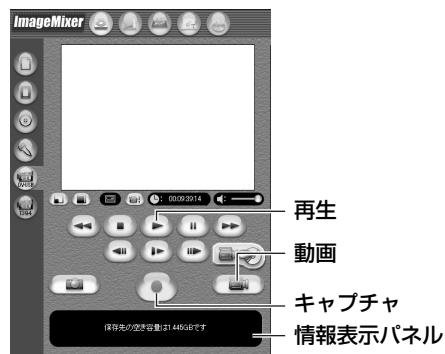 ImageMixer
DV/USB
1394
00:09:39:14
再生
動画
キャプチャ
保存先の空き容量は1.445GBです
情報表示パネル